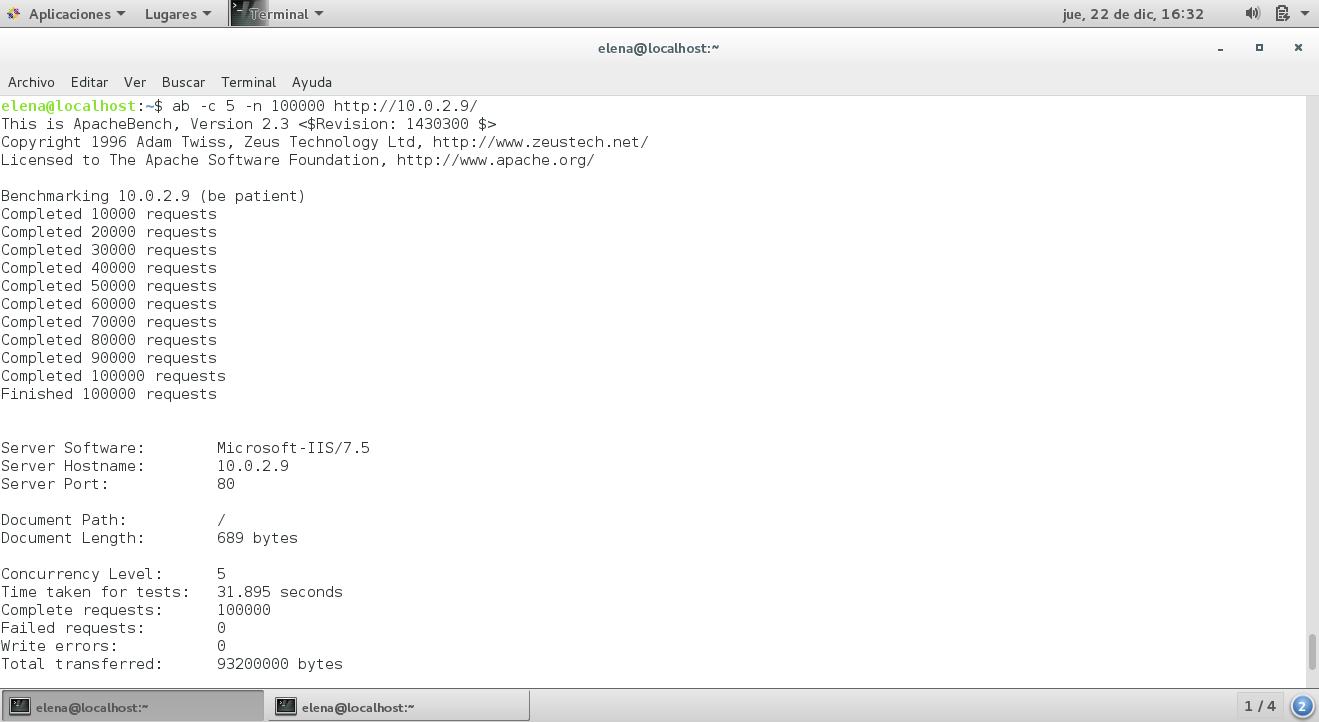 Aplicaciones Lugares Terminal jue, 22 de dic, 16:32
elena@localhost:~
Archivo Editar Ver Buscar Terminal Ayuda
elena@localhost:~$ ab -c 5 -n 100000 http://10.0.2.9/
This is ApacheBench, Version 2.3 <$Revision: 1430300 $>
Copyright 1996 Adam Twiss, Zeus Technology Ltd, http://www.zeustech.net/
Licensed to The Apache Software Foundation, http://www.apache.org/
Benchmarking 10.0.2.9 (be patient)
Completed 10000 requests
Completed 20000 requests
Completed 30000 requests
Completed 40000 requests
Completed 50000 requests
Completed 60000 requests
Completed 70000 requests
Completed 80000 requests
Completed 90000 requests
Completed 100000 requests
Finished 100000 requests
Server Software: Microsoft-IIS/7.5
Server Hostname: 10.0.2.9
Server Port: 80
Document Path: /
Document Length: 689 bytes
Concurrency Level: 5
Time taken for tests: 31.895 seconds
Complete requests: 100000
Failed requests: 0
Write errors: 0
Total transferred: 93200000 bytes
elena@localhost:~ elena@localhost:~ 1 / 4 2